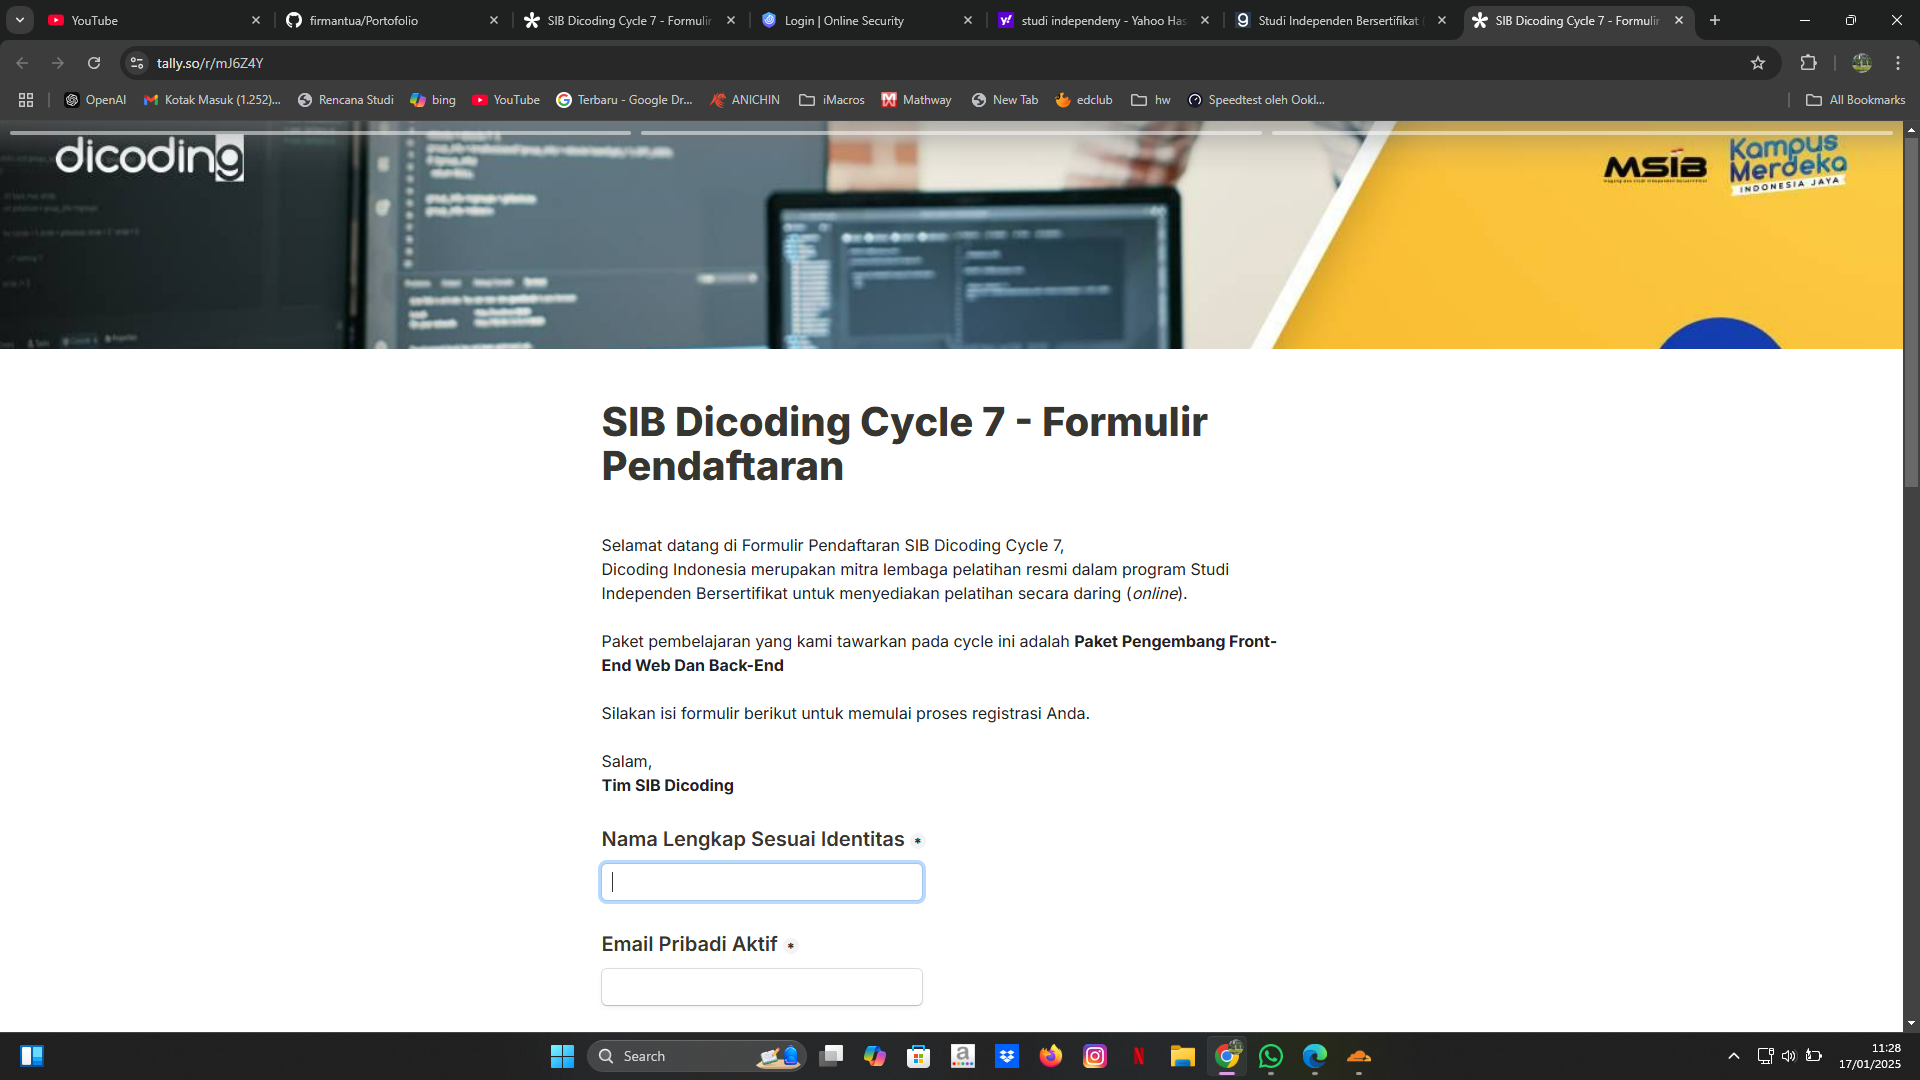 YouTube
firmantua/Portofolio
SIB Dicoding Cycle 7 - Formulir
Login | Online Security
studi independeny - Yahoo Has
Studi Independen Bersertifikat
SIB Dicoding Cycle 7 - Formulir
tally.so/r/mJ6Z4Y
OpenAI
Kotak Masuk (1.252)...
Rencana Studi
bing
YouTube
Terbaru - Google Dr...
ANICHIN
iMacros
Mathway
New Tab
edclub
hw
Speedtest oleh Ookl...
All Bookmarks
dicoding
MSIB
Kampus
Merdeka
INDONESIA JAYA
SIB Dicoding Cycle 7 - Formulir
Pendaftaran
Selamat datang di Formulir Pendaftaran SIB Dicoding Cycle 7,
Dicoding Indonesia merupakan mitra lembaga pelatihan resmi dalam program Studi
Independen Bersertifikat untuk menyediakan pelatihan secara daring (online).
Paket pembelajaran yang kami tawarkan pada cycle ini adalah Paket Pengembang Front-
End Web Dan Back-End
Silakan isi formulir berikut untuk memulai proses registrasi Anda.
Salam,
Tim SIB Dicoding
Nama Lengkap Sesuai Identitas *
Email Pribadi Aktif *
Search
11:28
17/01/2025